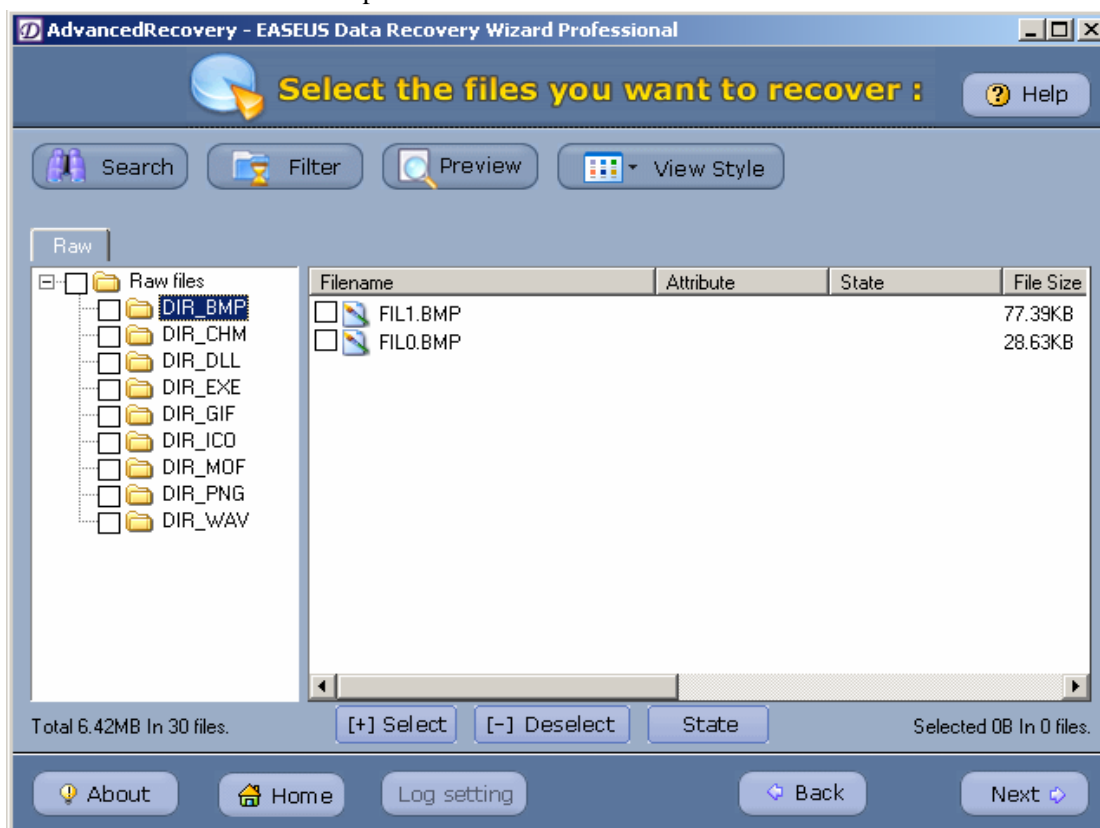 AdvancedRecovery - EASEUS Data Recovery Wizard Professional
Select the files you want to recover :
Help
Search
Filter
Preview
View Style
Raw
Raw files
DIR_BMP
DIR_CHM
DIR_DLL
DIR_EXE
DIR_GIF
DIR_ICO
DIR_MOF
DIR_PNG
DIR_WAV
Filename Attribute State File Size
FIL1.BMP 77.39KB
FIL0.BMP 28.63KB
Total 6.42MB In 30 files.
[+] Select
[-] Deselect
State
Selected 0B In 0 files.
About
Home
Log setting
Back
Next